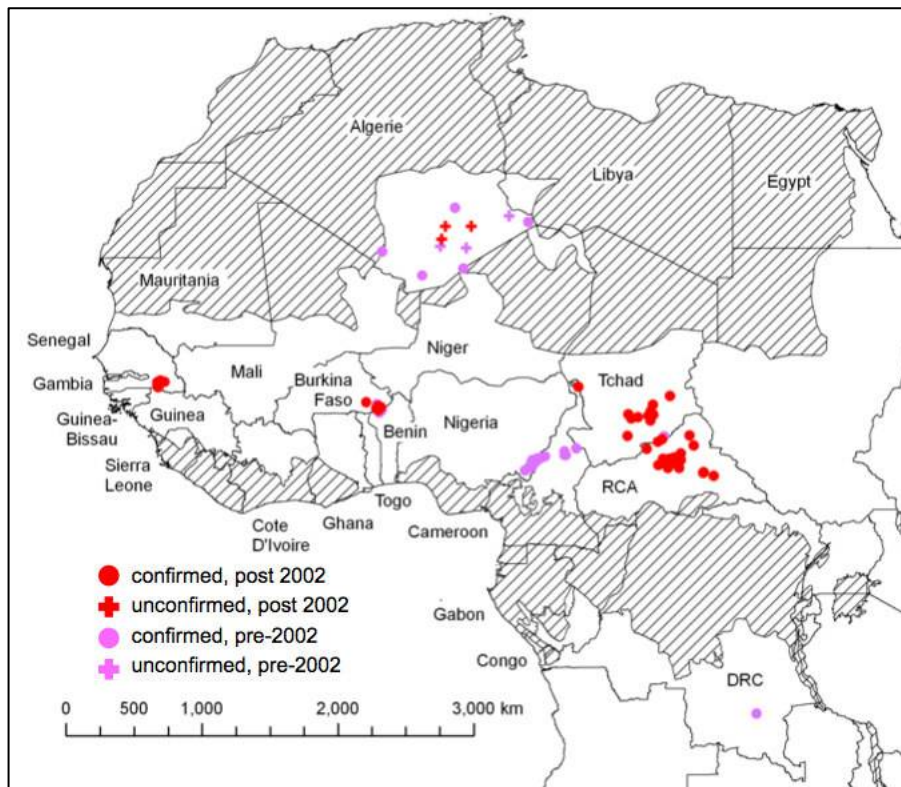 Algerie
Libya
Egypt
Mauritania
Senegal
Gambia
Guinea-
Bissau
Guinea
Sierra
Leone
Mali
Burkina
Faso
Niger
Nigeria
Benin
Tchad
RCA
Togo
Ghana
Cote
D'Ivoire
Cameroon
Gabon
Congo
DRC
confirmed, post 2002
unconfirmed, post 2002
confirmed, pre-2002
unconfirmed, pre-2002
0 500 1,000 2,000 3,000 km